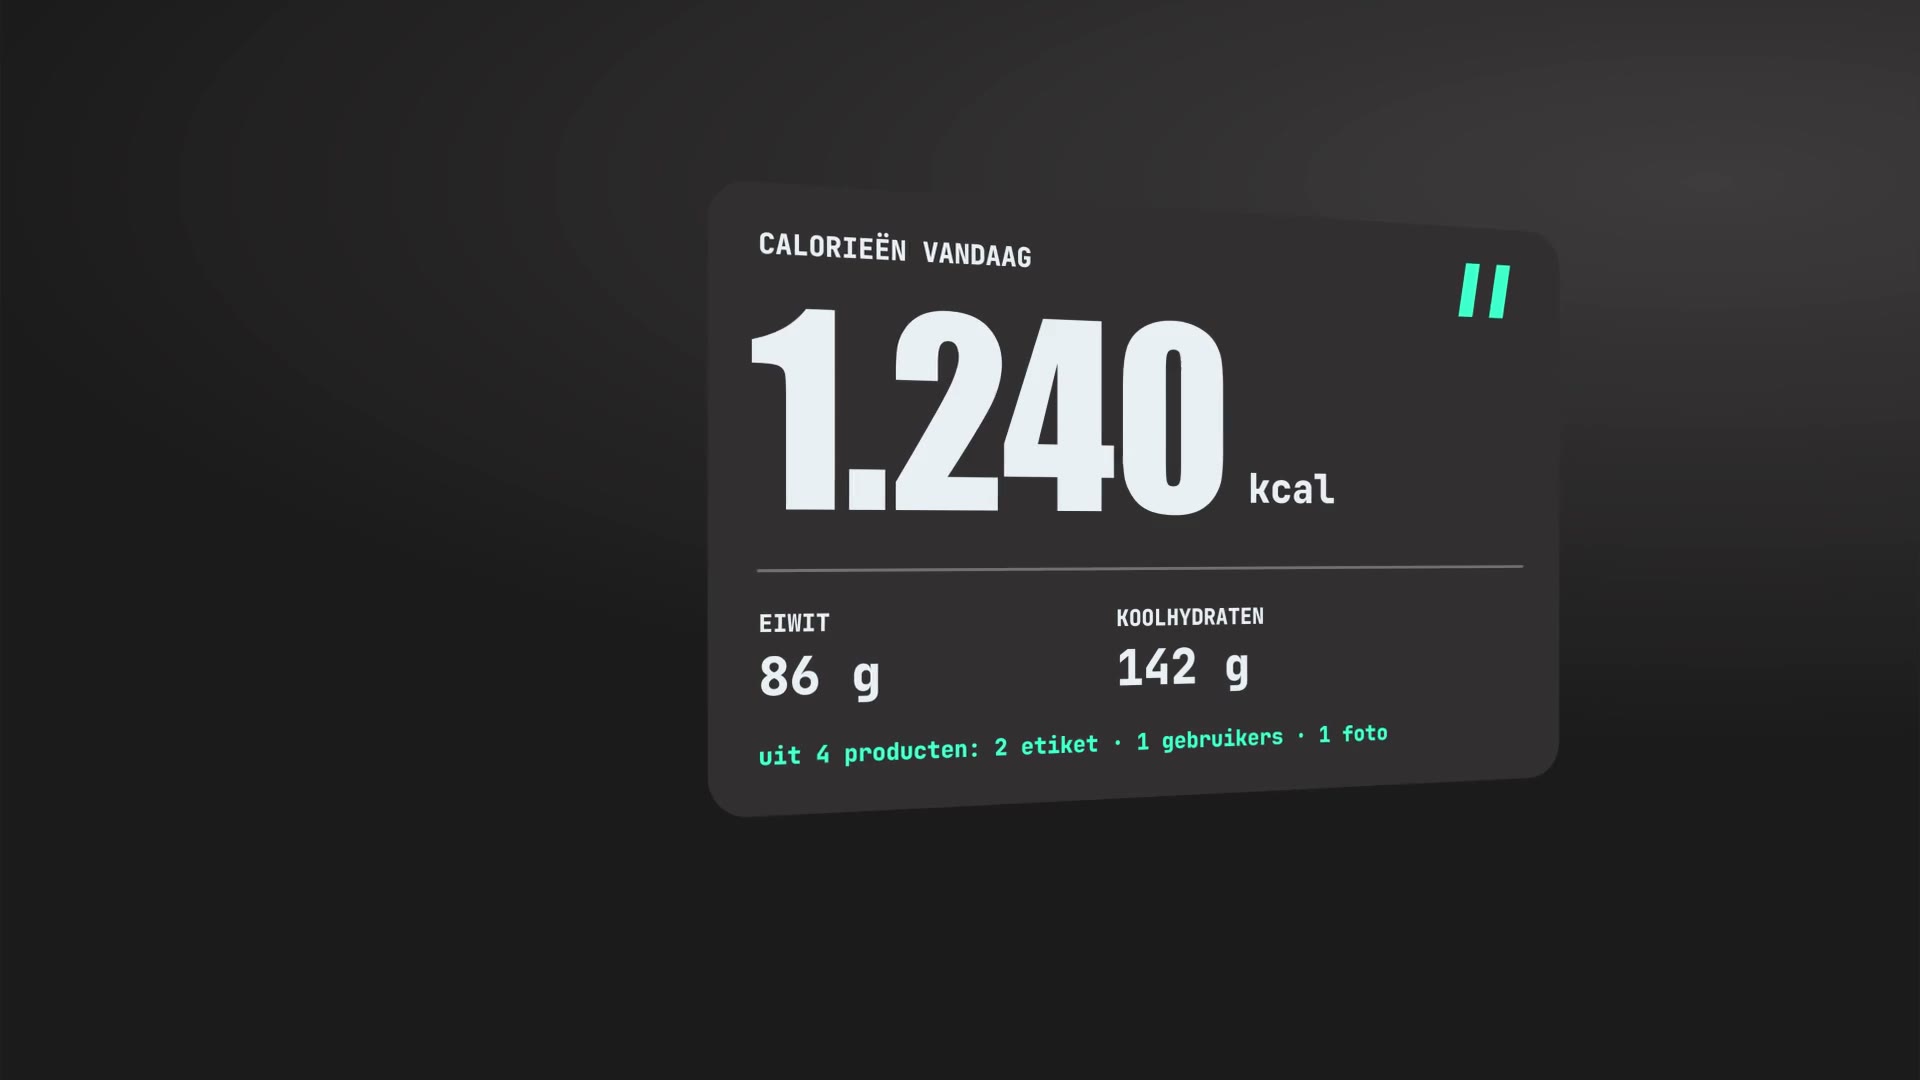 CALORIEËN VANDAAG
1.240 kcal
EIWIT
86 g
KOOLHYDRATEN
142 g
uit 4 producten: 2 etiket · 1 gebruikers · 1 foto